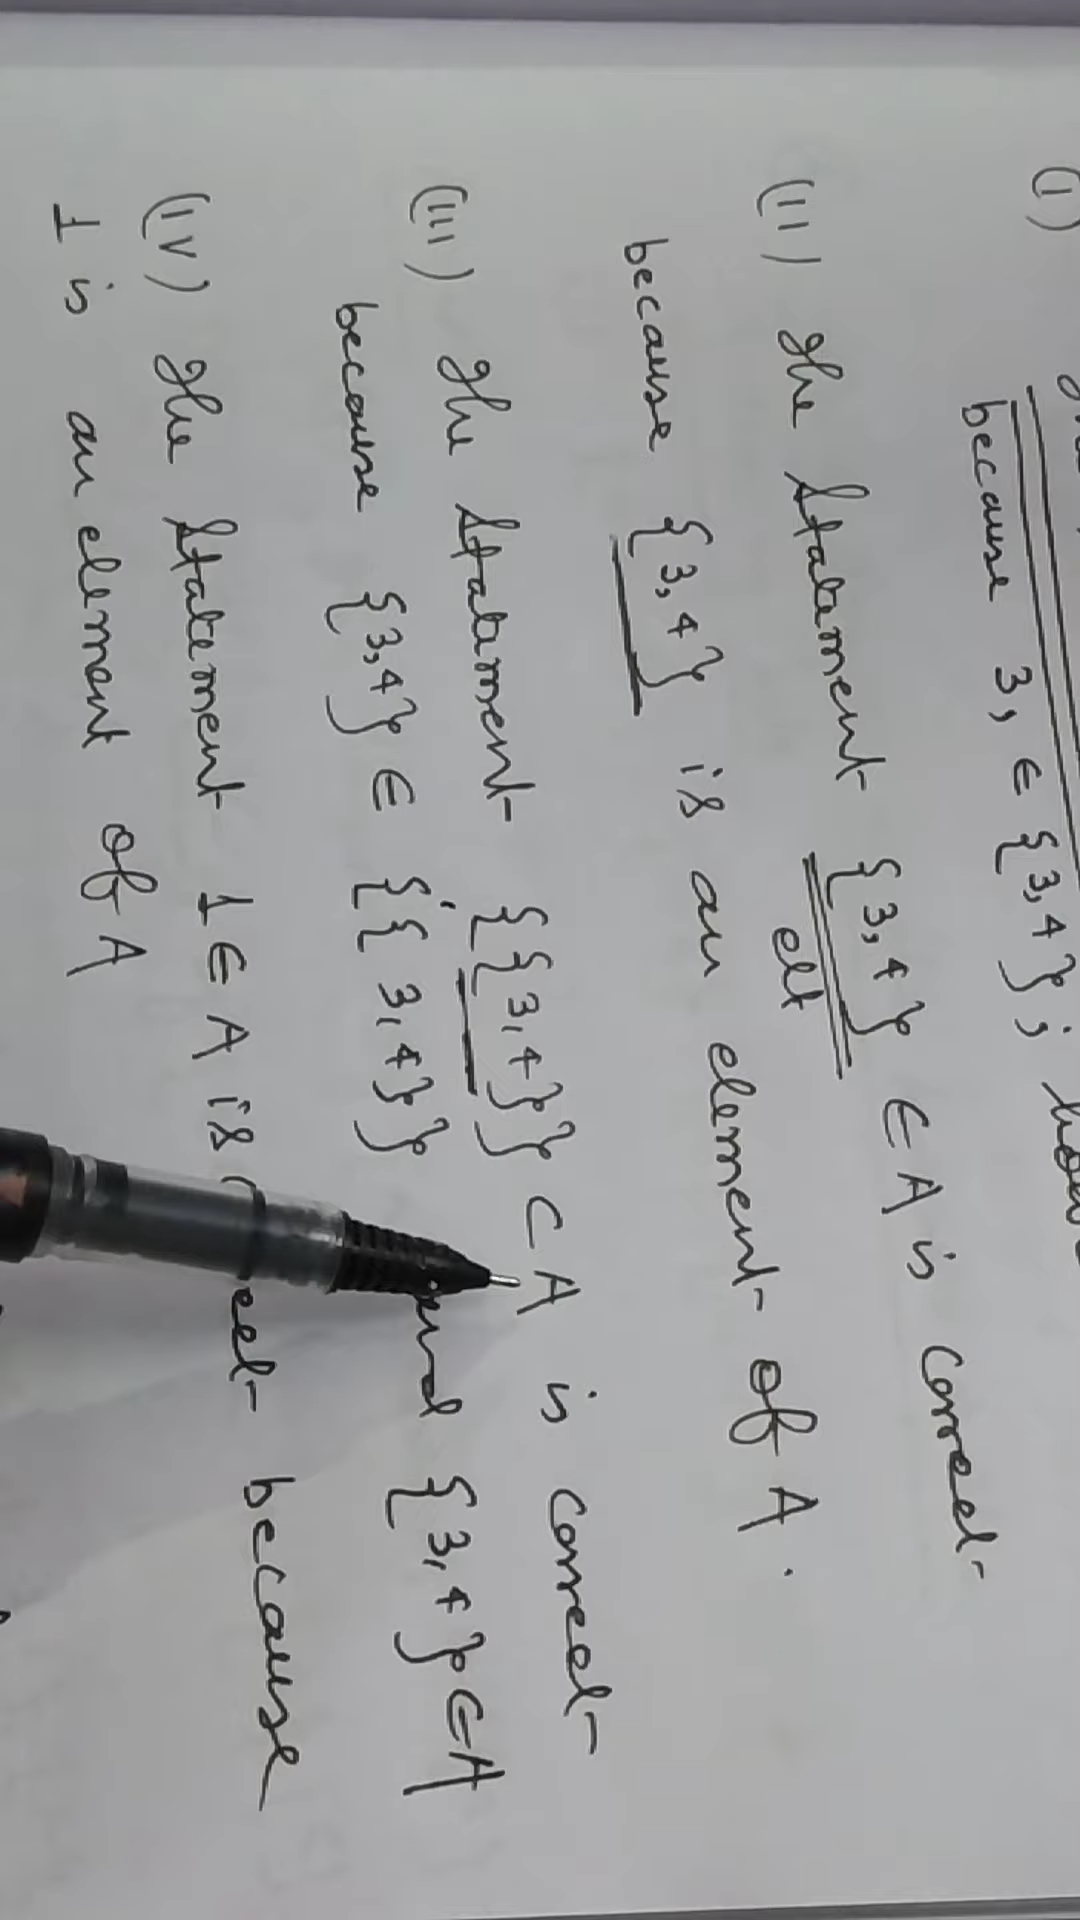 (I)
because 3, ∈ {3,4};
(II) The Statement {3,4} ∈ A is correct
elt
because {3,4} is an element of A.
(III) The Statement {{3,4}} ⊂ A is correct
because {3,4} ∈ {{3,4}} and {3,4} ∈ A
(IV) The Statement 1 ∈ A is because
1 is an element of A